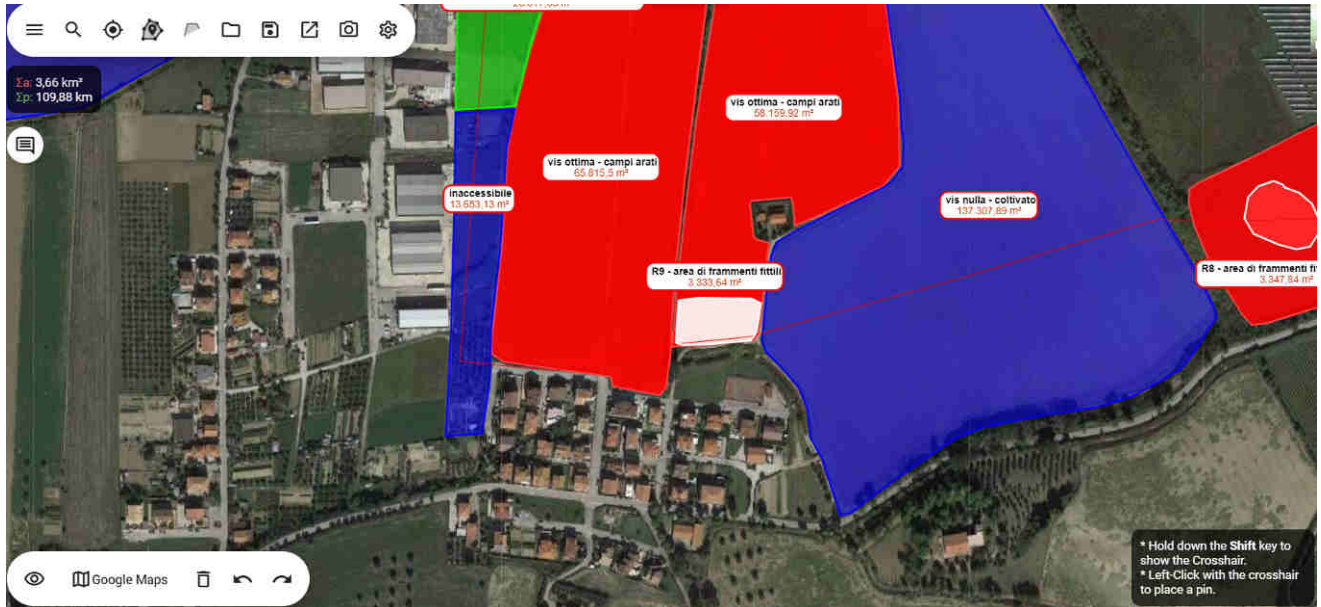 Σa: 3,66 km²
Σp: 109,88 km
vis ottima - campi arati
58.159,92 m²
vis ottima - campi arati
65.815,5 m²
inaccessibile
13.683,13 m²
vis nulla - coltivato
137.307,89 m²
R9 - area di frammenti fittili
3.333,64 m²
R8 - area di frammenti
3.347,84 m²
* Hold down the Shift key to
show the Crosshair.
* Left-Click with the crosshair
to place a pin.
Google Maps